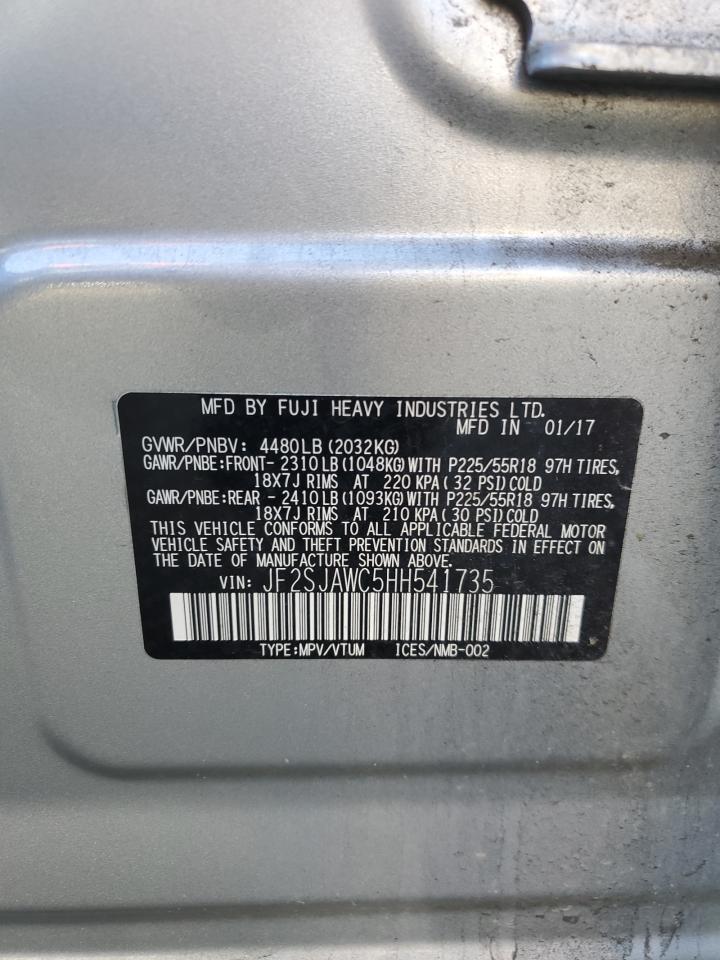 MFD BY FUJI HEAVY INDUSTRIES LTD.
MFD IN 01/17
GVWR/PNBV: 4480LB (2032KG)
GAWR/PNBE:FRONT- 2310LB(1048KG)WITH P225/55R18 97H TIRES,
18X7J RIMS AT 220 KPA( 32 PSI)COLD
GAWR/PNBE:REAR - 2410LB(1093KG)WITH P225/55R18 97H TIRES,
18X7J RIMS AT 210 KPA( 30 PSI)COLD
THIS VEHICLE CONFORMS TO ALL APPLICABLE FEDERAL MOTOR
VEHICLE SAFETY AND THEFT PREVENTION STANDARDS IN EFFECT ON
THE DATE OF MANUFACTURE SHOWN ABOVE.
VIN: JF2SJAWC5HH541735
TYPE:MPV/VTUM ICES/NMB-002